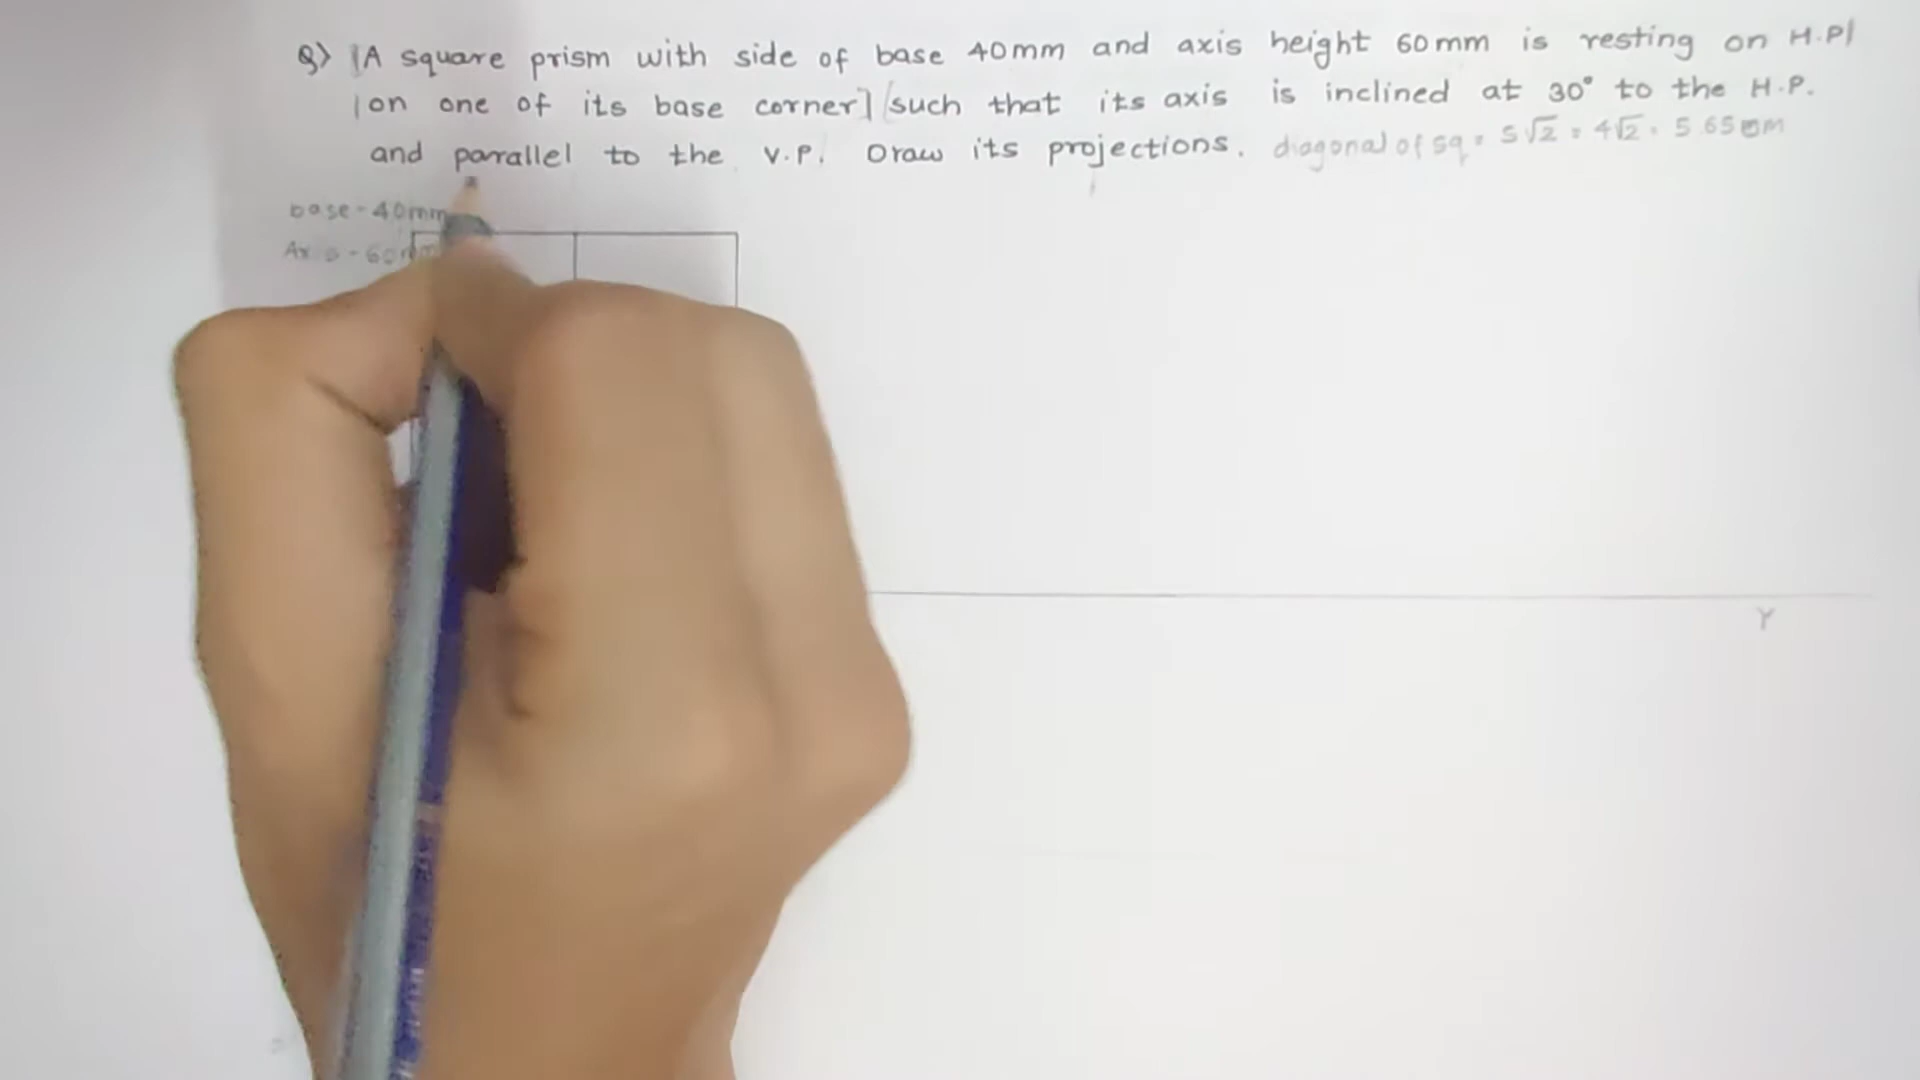 Q) A square prism with side of base 40mm and axis height 60mm is resting on H.P
on one of its base corner] such that its axis is inclined at 30° to the H.P.
and parallel to the V.P. Draw its projections. diagonal of sq = S√2 = 4√2 = 5.65
base - 40mm
Y